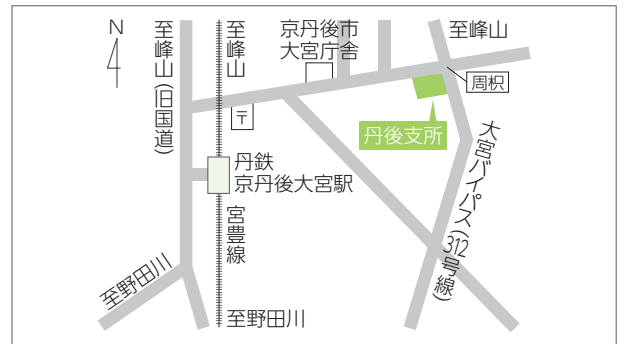 N
至峰山(旧国道)
至峰山
京丹後市
大宮庁舎
至峰山
周枳
〒
丹後支所
丹鉄
京丹後大宮駅
宮豊線
大宮バイパス(312号線)
至野田川
至野田川